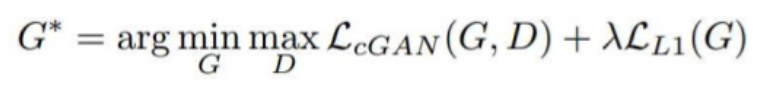 G* = arg min_G max_D ℒ_cGAN(G, D) + λℒ_L1(G)